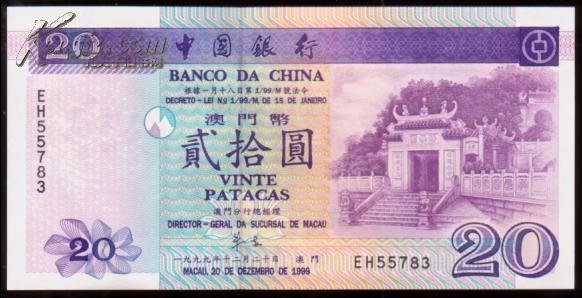 20
中國銀行
BANCO DA CHINA
根據一月十八日第1/99/M號法令
DECRETO-LEI Nº 1/99/M, DE 18 DE JANEIRO
澳門幣
貳拾圓
VINTE
PATACAS
澳門分行總經理
DIRECTOR-GERAL DA SUCURSAL DE MACAU
一九九九年十二月二十日 澳門
MACAU, 20 DE DEZEMBRO DE 1999
EH55783
20
EH55783
20